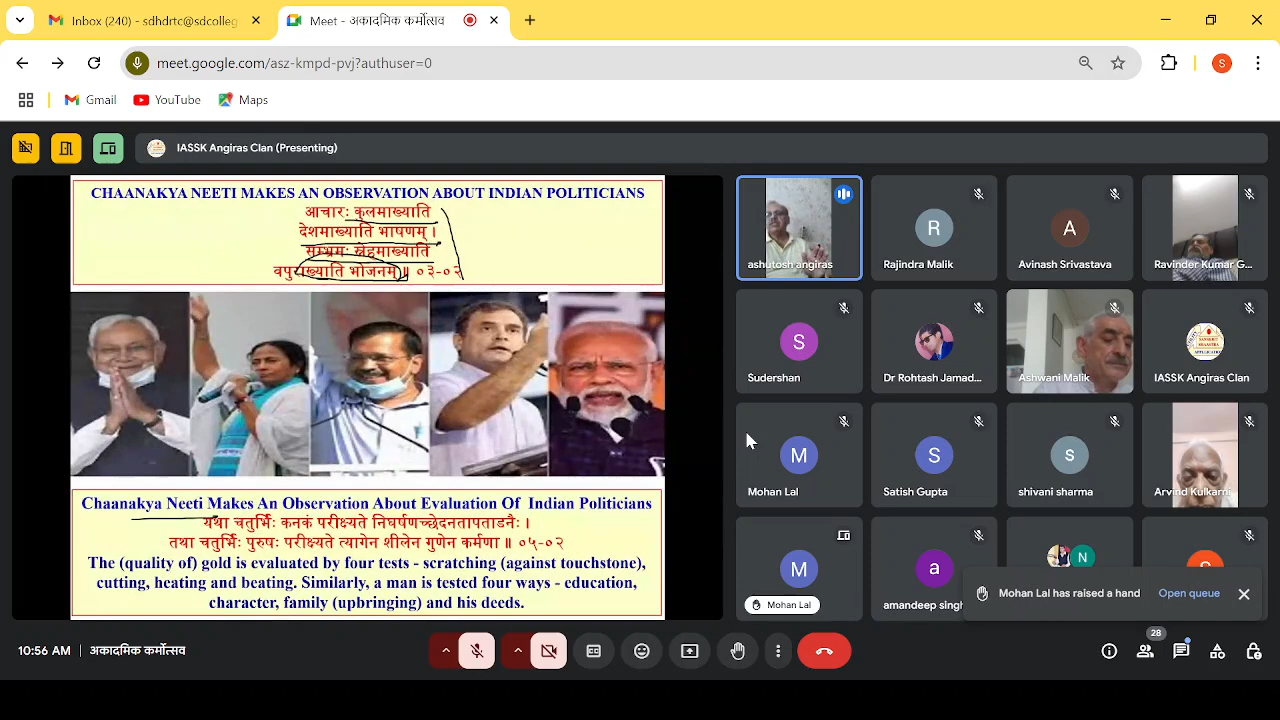 Inbox (240) - sdhdrtc@sdcolleg
Meet - अकादमिक कर्मोत्सव
meet.google.com/asz-kmpd-pvj?authuser=0
S
Gmail
YouTube
Maps
IASSK Angiras Clan (Presenting)
CHAANAKYA NEETI MAKES AN OBSERVATION ABOUT INDIAN POLITICIANS
आचारः कुलमाख्याति
देशमाख्याति भाषणम् ।
सम्भ्रमः स्नेहमाख्याति
वपुराख्याति भोजनम् ॥ ०३-०२
Chaanakya Neeti Makes An Observation About Evaluation Of Indian Politicians
यथा चतुर्भिः कनकं परीक्ष्यते निघर्षणच्छेदनतापताडनैः ।
तथा चतुर्भिः पुरुषः परीक्ष्यते त्यागेन शीलेन गुणेन कर्मणा ॥ ०५-०२
The (quality of) gold is evaluated by four tests - scratching (against touchstone),
cutting, heating and beating. Similarly, a man is tested four ways - education,
character, family (upbringing) and his deeds.
ashutosh angiras
R
Rajindra Malik
A
Avinash Srivastava
Ravinder Kumar G...
S
Sudershan
Dr Rohtash Jamad...
Ashwani Malik
IASSK Angiras Clan
M
Mohan Lal
S
Satish Gupta
s
shivani sharma
Arvind Kulkarni
M
Mohan Lal
a
amandeep singh
N
Mohan Lal has raised a hand
Open queue
10:56 AM
अकादमिक कर्मोत्सव
28